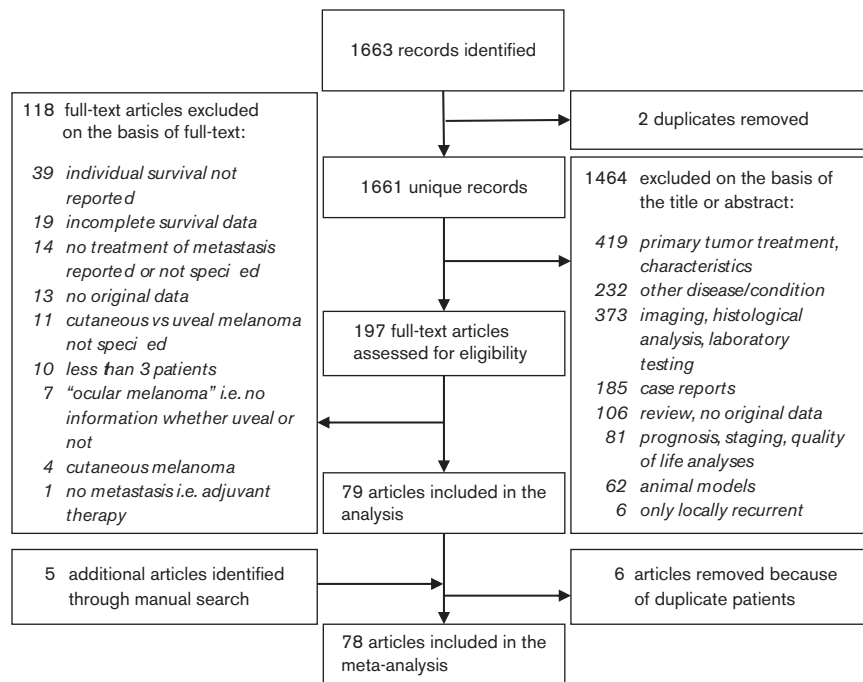 1663 records identified
118 full-text articles excluded
on the basis of full-text:
39 individual survival not
reported
19 incomplete survival data
14 no treatment of metastasis
reported or not speci ed
13 no original data
11 cutaneous vs uveal melanoma
not speci ed
10 less than 3 patients
7 “ocular melanoma” i.e. no
information whether uveal or
not
4 cutaneous melanoma
1 no metastasis i.e. adjuvant
therapy
2 duplicates removed
1661 unique records
1464 excluded on the basis of
the title or abstract:
419 primary tumor treatment,
characteristics
232 other disease/condition
373 imaging, histological
analysis, laboratory
testing
185 case reports
106 review, no original data
81 prognosis, staging, quality
of life analyses
62 animal models
6 only locally recurrent
197 full-text articles
assessed for eligibility
79 articles included in the
analysis
5 additional articles identified
through manual search
6 articles removed because
of duplicate patients
78 articles included in the
meta-analysis